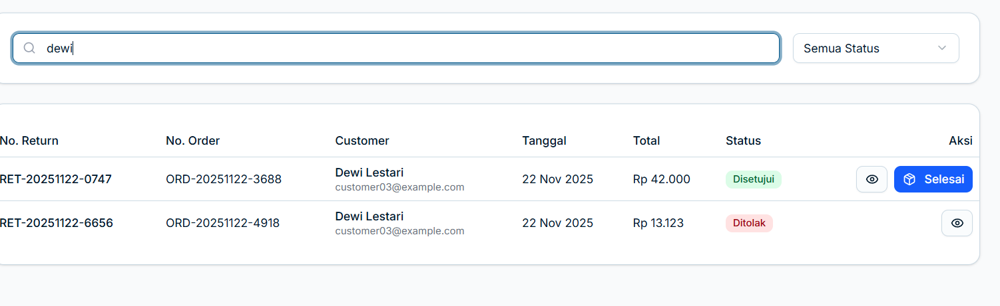 dewi
Semua Status
No. Return No. Order Customer Tanggal Total Status Aksi
RET-20251122-0747 ORD-20251122-3688 Dewi Lestari 22 Nov 2025 Rp 42.000 Disetujui Selesai
customer03@example.com
RET-20251122-6656 ORD-20251122-4918 Dewi Lestari 22 Nov 2025 Rp 13.123 Ditolak
customer03@example.com